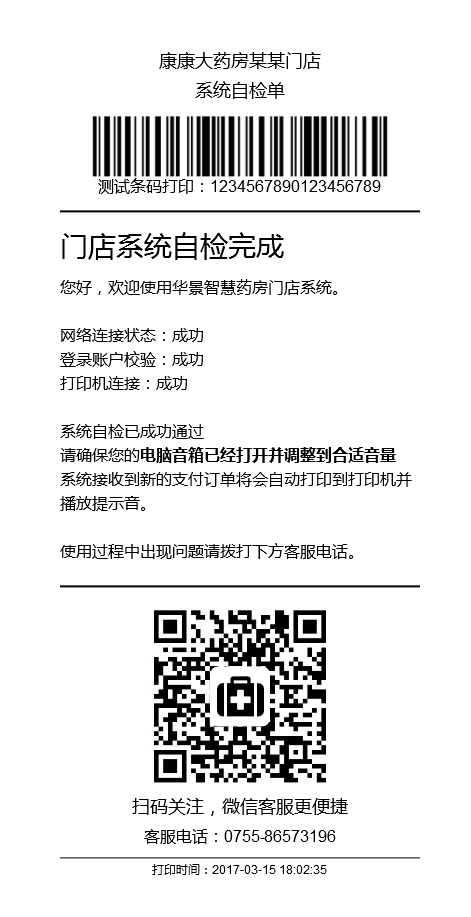 康康大药房某某门店
系统自检单
测试条码打印：1234567890123456789
门店系统自检完成
您好，欢迎使用华景智慧药房门店系统。
网络连接状态：成功
登录账户校验：成功
打印机连接：成功
系统自检已成功通过
请确保您的电脑音箱已经打开并调整到合适音量
系统接收到新的支付订单将会自动打印到打印机并
播放提示音。
使用过程中出现问题请拨打下方客服电话。
扫码关注，微信客服更便捷
客服电话：0755-86573196
打印时间：2017-03-15 18:02:35